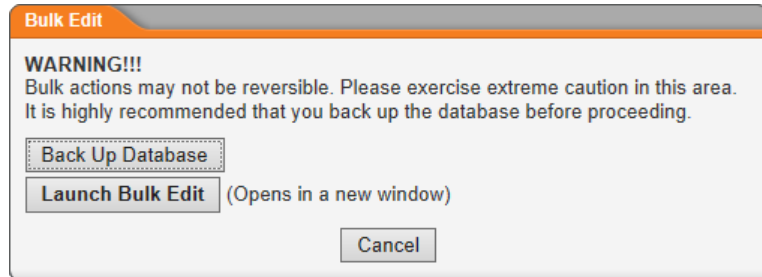 Bulk Edit
WARNING!!!
Bulk actions may not be reversible. Please exercise extreme caution in this area.
It is highly recommended that you back up the database before proceeding.
Back Up Database
Launch Bulk Edit (Opens in a new window)
Cancel